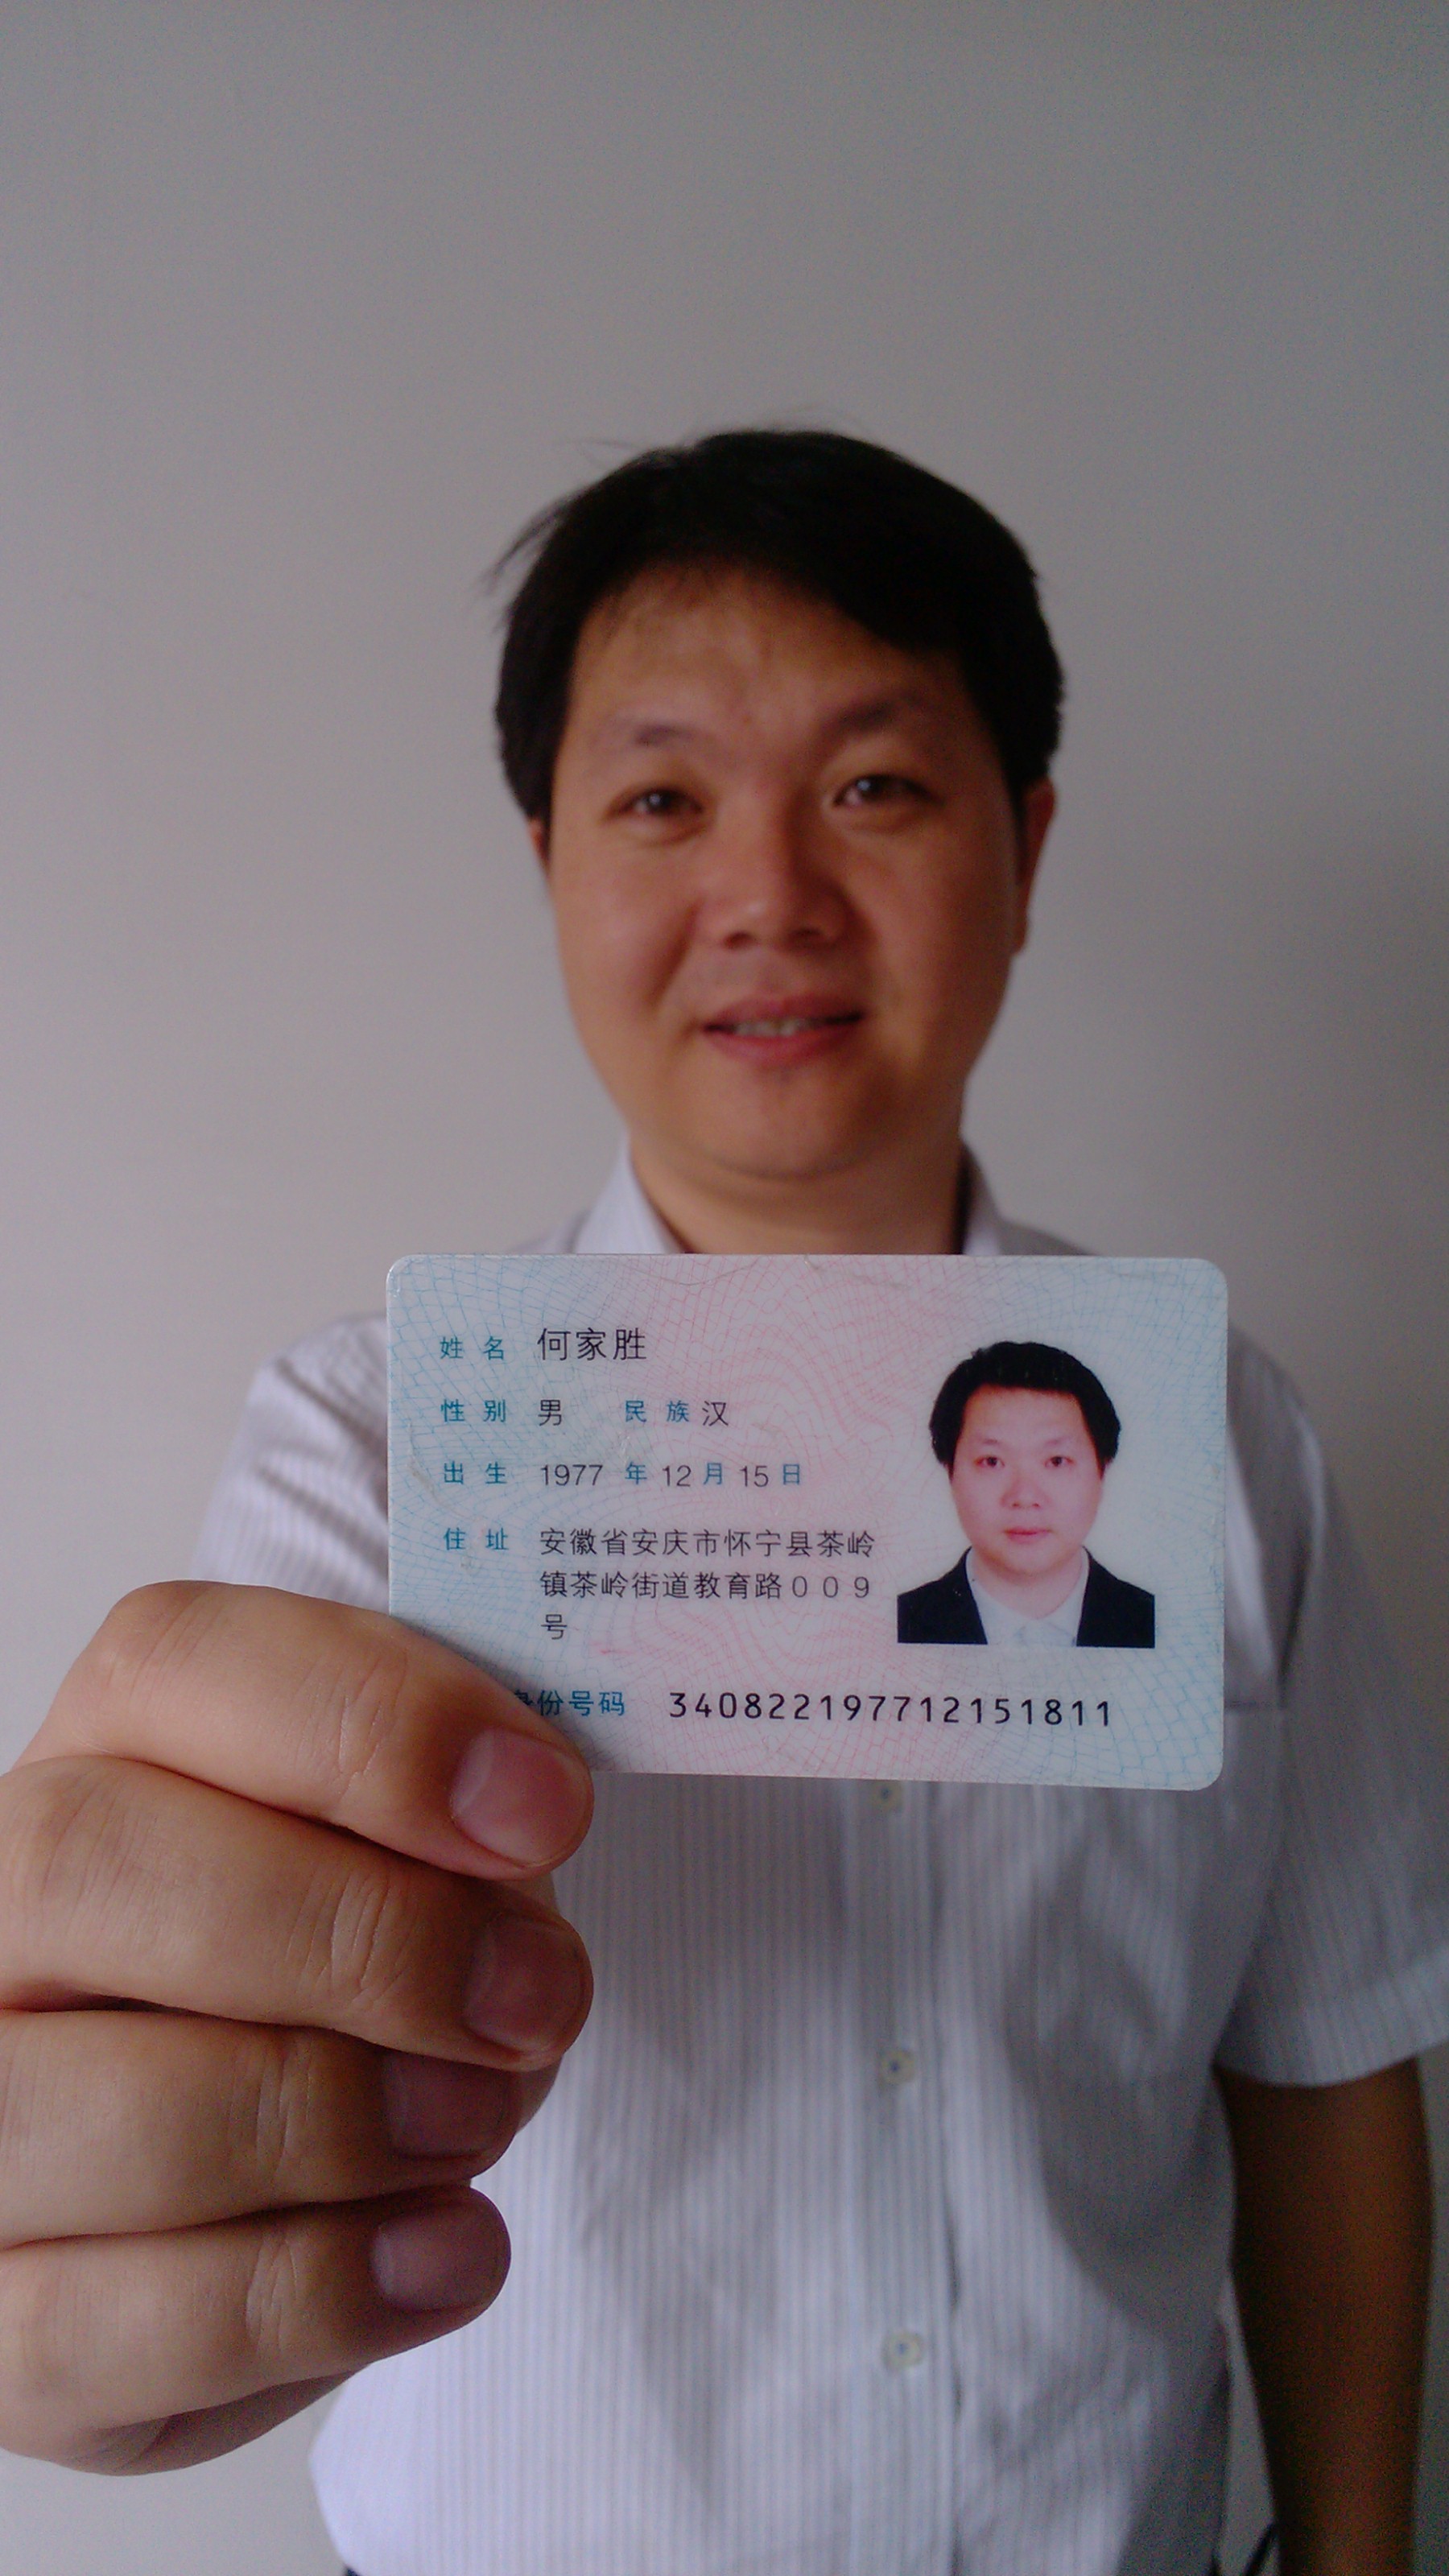 姓名 何家胜
性别 男 民族 汉
出生 1977 年 12 月 15 日
住址 安徽省安庆市怀宁县茶岭
镇茶岭街道教育路009
号
身份号码 340822197712151811